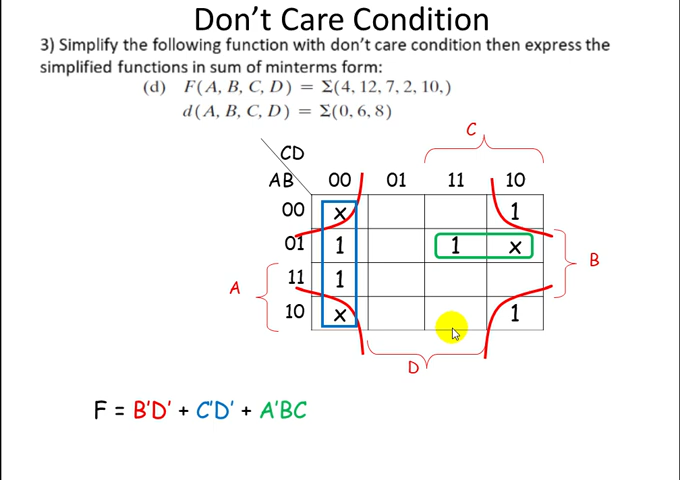 Don't Care Condition
3) Simplify the following function with don't care condition then express the
simplified functions in sum of minterms form:
(d) F(A, B, C, D) = Σ(4, 12, 7, 2, 10,)
d(A, B, C, D) = Σ(0, 6, 8)
C
CD
AB 00 01 11 10
00 x 1
01 1 1 x
B
11 1
A
10 x 1
D
F = B'D' + C'D' + A'BC